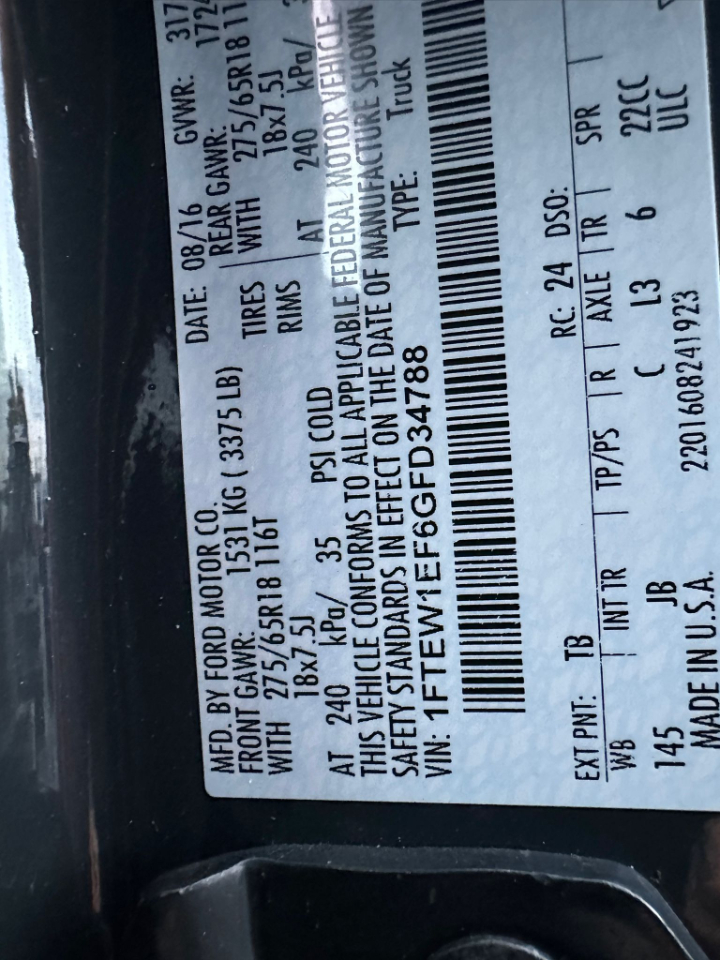 MFD. BY FORD MOTOR CO. DATE: 08/16 GVWR: 317
FRONT GAWR: 1531 KG ( 3375 LB) REAR GAWR: 1724
WITH 275/65R18 116T TIRES WITH 275/65R18 11
18x7.5J RIMS 18x7.5J
AT 240 kPa/ 35 PSI COLD AT 240 kPa/
THIS VEHICLE CONFORMS TO ALL APPLICABLE FEDERAL MOTOR VEHICLE
SAFETY STANDARDS IN EFFECT ON THE DATE OF MANUFACTURE SHOWN
VIN: 1FTEW1EF6GFD34788 TYPE: Truck
EXT PNT: TB RC: 24 DSO:
WB INT TR TP/PS R AXLE TR SPR
145 JB C L3 6 22CC
MADE IN U.S.A. 2201608241923 ULC